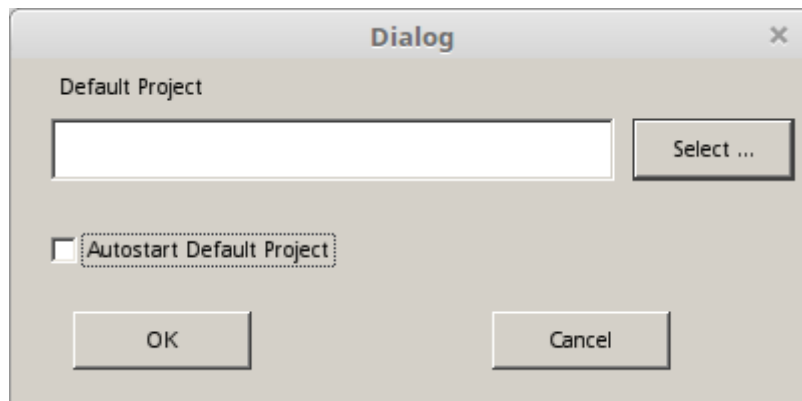 Dialog
Default Project
Select ...
Autostart Default Project
OK
Cancel